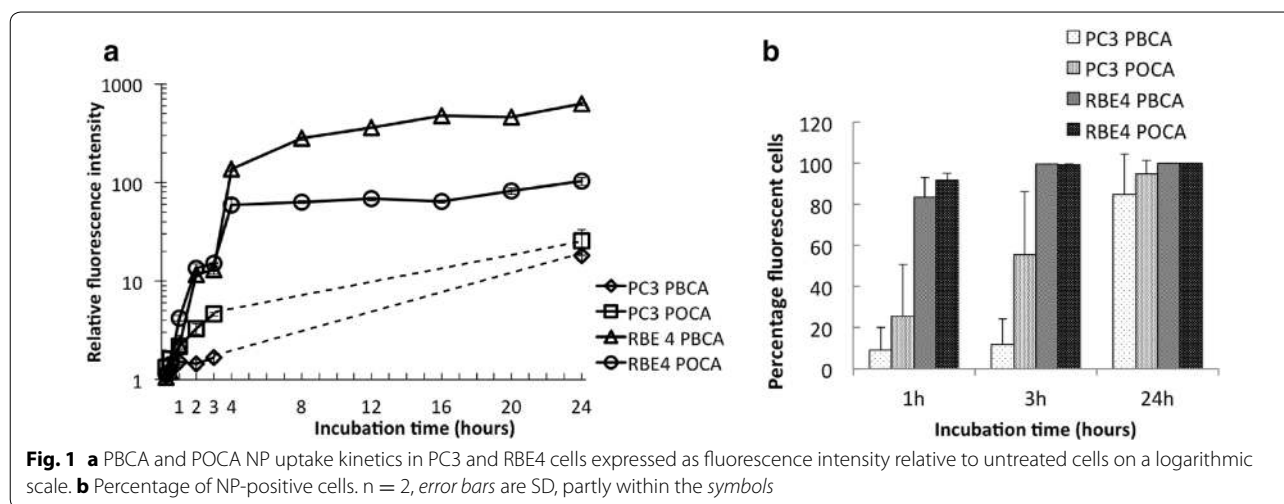 a
1000
100
10
1
Relative fluorescence intensity
1 2 3 4 8 12 16 20 24
Incubation time (hours)
PC3 PBCA
PC3 POCA
RBE 4 PBCA
RBE4 POCA
b
PC3 PBCA
PC3 POCA
RBE4 PBCA
RBE4 POCA
120
100
80
60
40
20
0
Percentage fluorescent cells
1h 3h 24h
Incubation time (hours)
Fig. 1 a PBCA and POCA NP uptake kinetics in PC3 and RBE4 cells expressed as fluorescence intensity relative to untreated cells on a logarithmic
scale. b Percentage of NP-positive cells. n = 2, error bars are SD, partly within the symbols